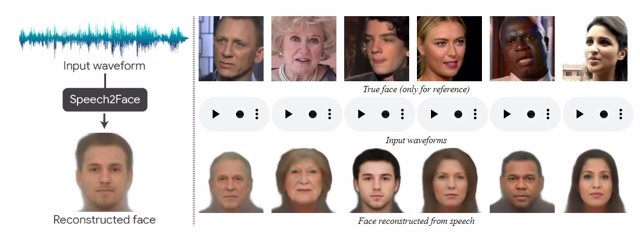 Input waveform
Speech2Face
Reconstructed face
True face (only for reference)
Input waveforms
Face reconstructed from speech